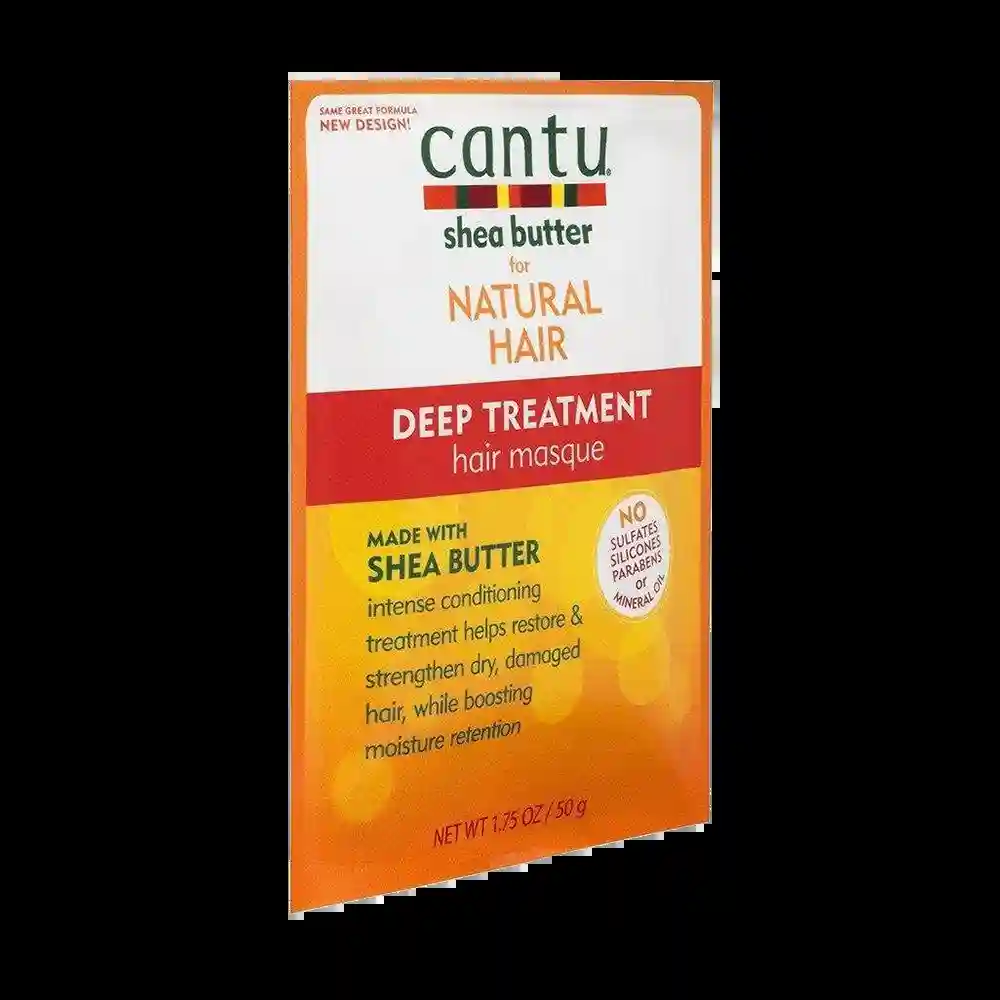 SAME GREAT FORMULA
NEW DESIGN!
cantu®
shea butter
for
NATURAL
HAIR
DEEP TREATMENT
hair masque
MADE WITH
SHEA BUTTER
intense conditioning
treatment helps restore &
strengthen dry, damaged
hair, while boosting
moisture retention
NO
SULFATES
SILICONES
PARABENS
or
MINERAL OIL
NET WT 1.75 OZ / 50 g